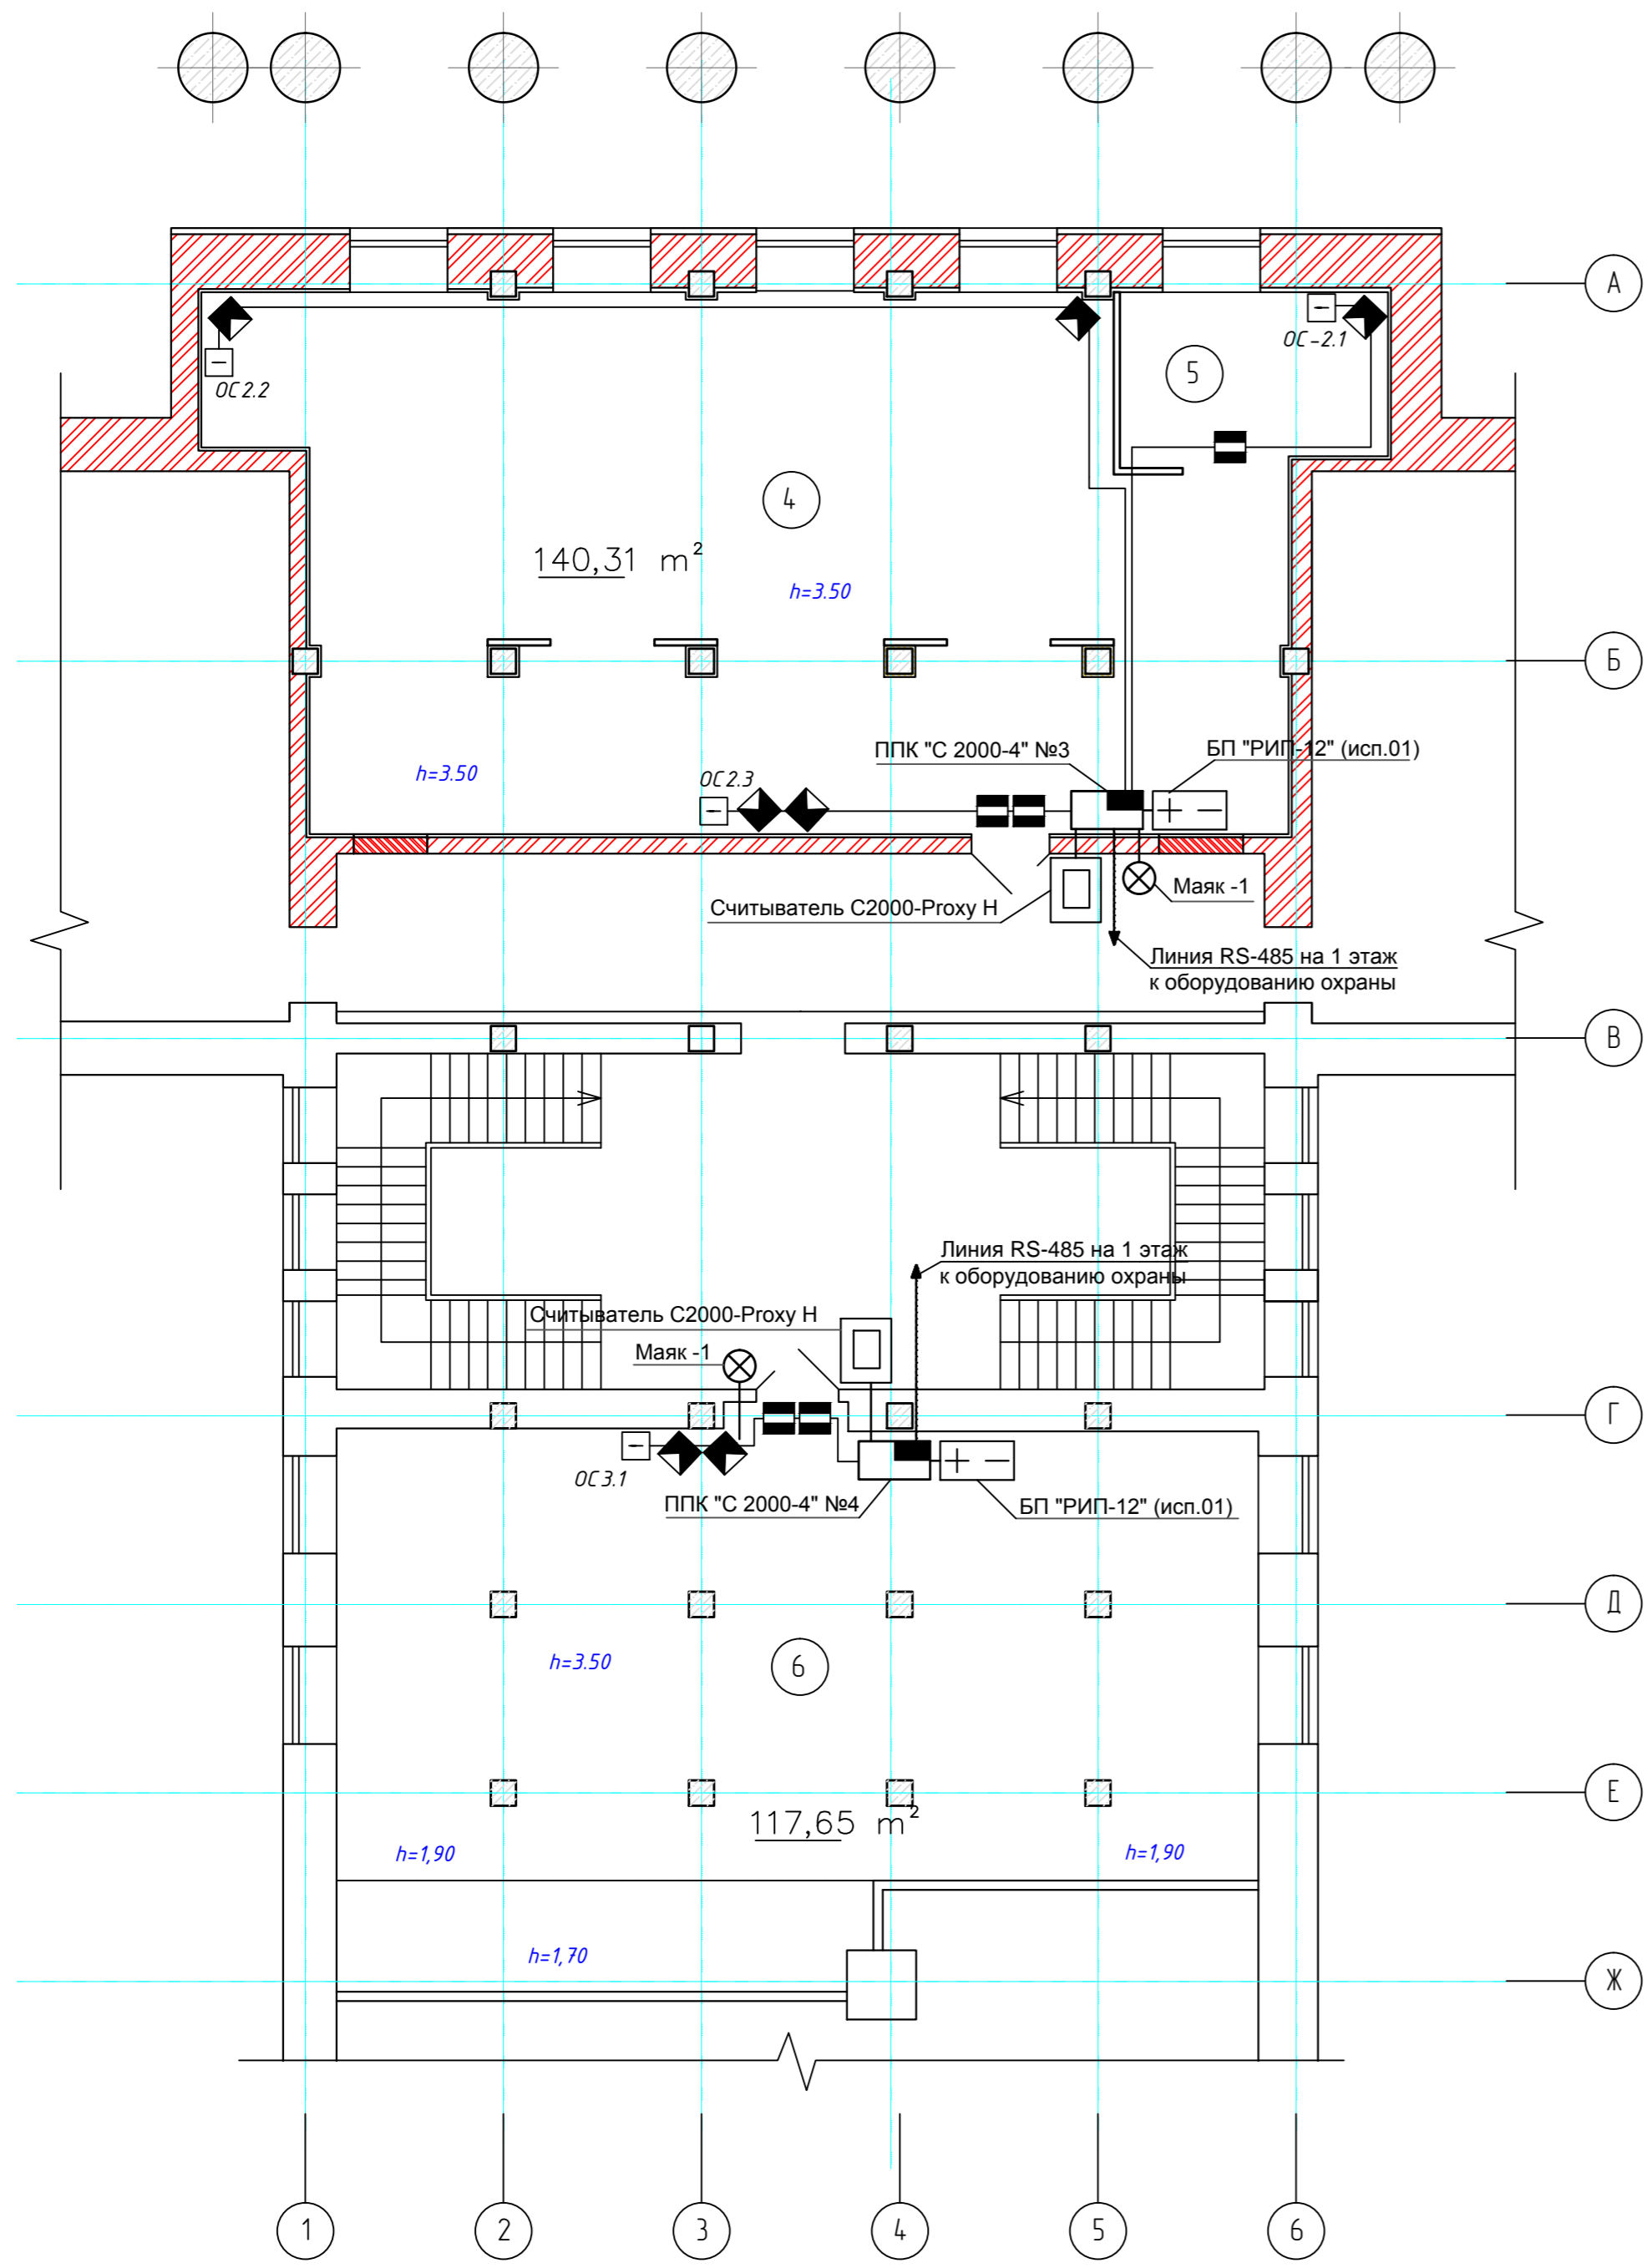 А
ОС-2.1
5
ОС 2.2
4
140,31 m²
h=3.50
Б
ППК "С 2000-4" №3
БП "РИП-12" (исп.01)
h=3.50
ОС 2.3
Маяк -1
Считыватель С2000-Proxy H
Линия RS-485 на 1 этаж
к оборудованию охраны
В
Линия RS-485 на 1 этаж
к оборудованию охраны
Считыватель С2000-Proxy H
Маяк -1
Г
ОС 3.1
ППК "С 2000-4" №4
БП "РИП-12" (исп.01)
Д
h=3.50
6
Е
117,65 m²
h=1,90
h=1,90
h=1,70
Ж
1
2
3
4
5
6